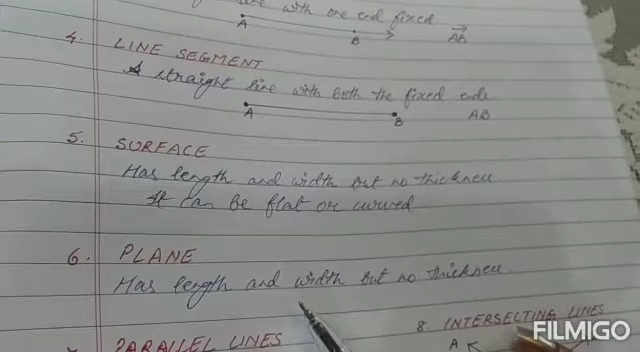 line with one end fixed
A B AB
4. LINE SEGMENT
A straight line with both the fixed ends
A B AB
5. SURFACE
Has length and width but no thickness
It can be flat or curved
6. PLANE
Has length and width but no thickness
PARALLEL LINES
8. INTERSECTING LINES
A
FILMIGO